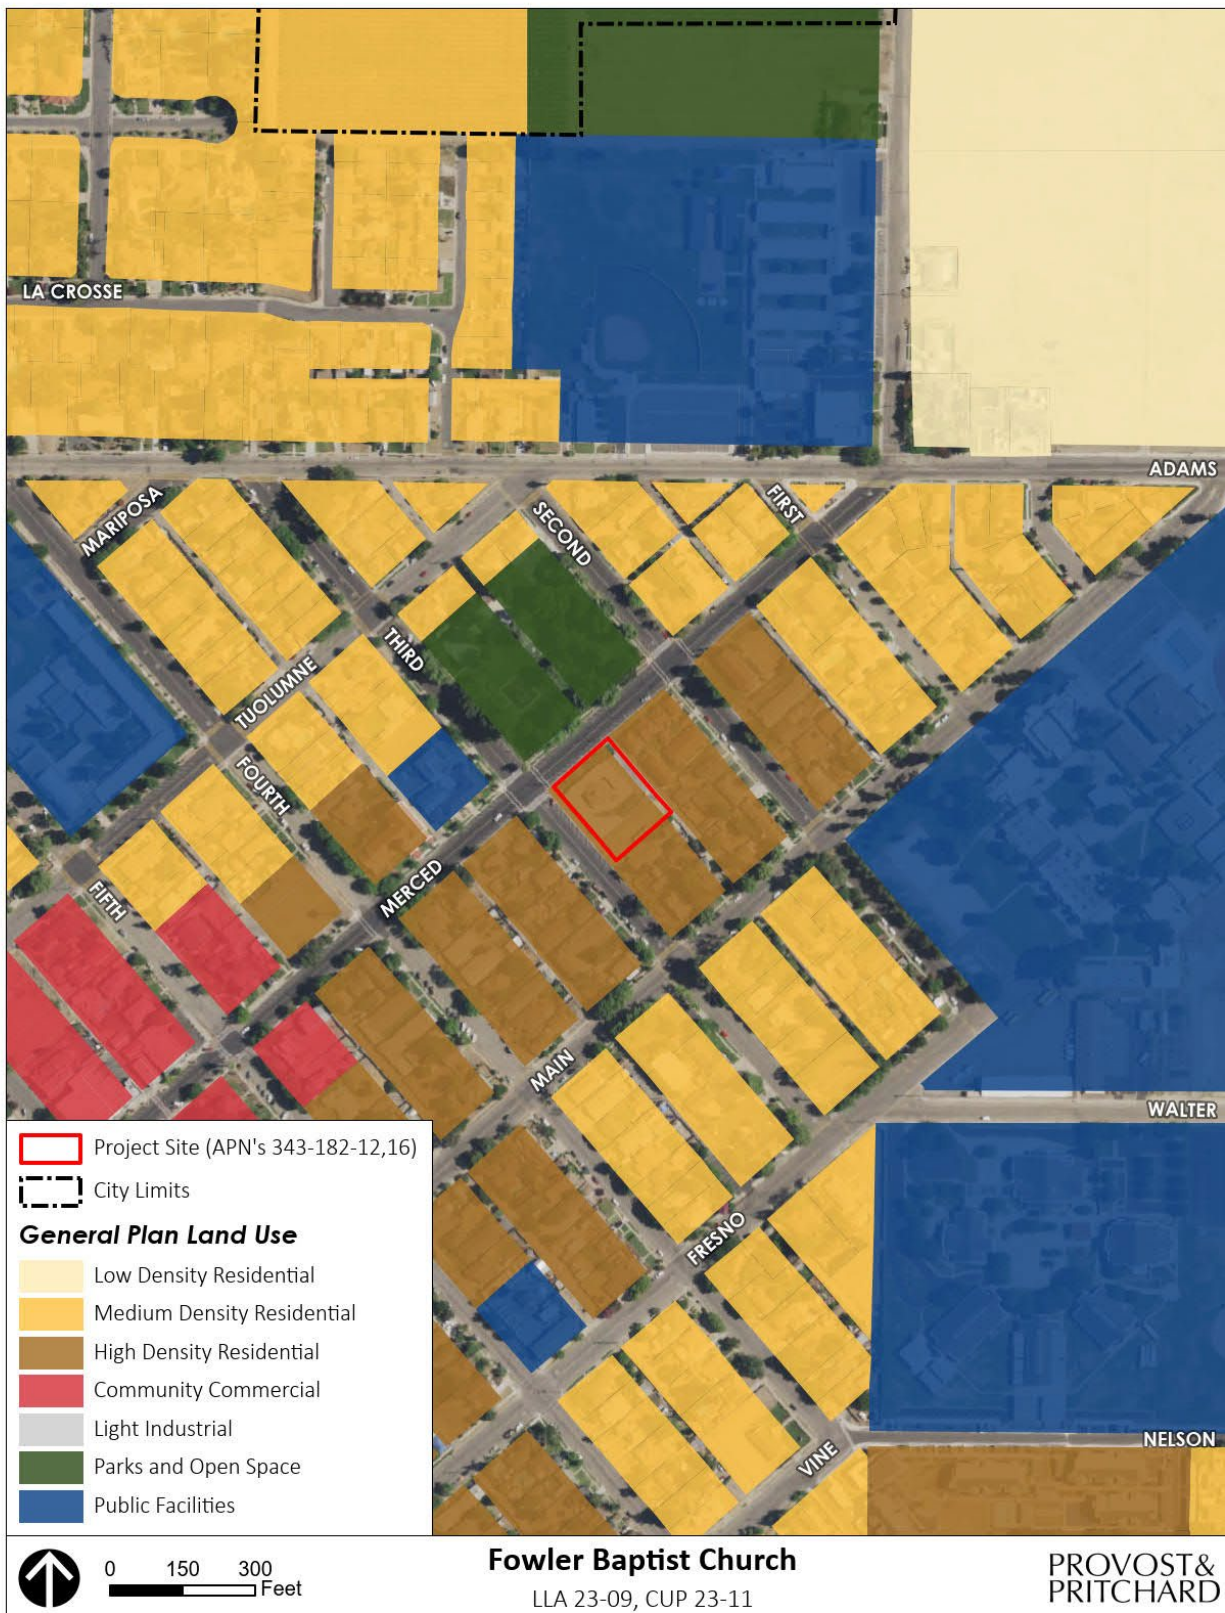 LA CROSSE
ADAMS
MARIPOSA
SECOND
FIRST
THIRD
TUOLUMNE
FOURTH
MERCED
FIFTH
MAIN
WALTER
FRESNO
VINE
NELSON
Project Site (APN's 343-182-12,16)
City Limits
General Plan Land Use
Low Density Residential
Medium Density Residential
High Density Residential
Community Commercial
Light Industrial
Parks and Open Space
Public Facilities
0 150 300
Feet
Fowler Baptist Church
LLA 23-09, CUP 23-11
PROVOST&
PRITCHARD